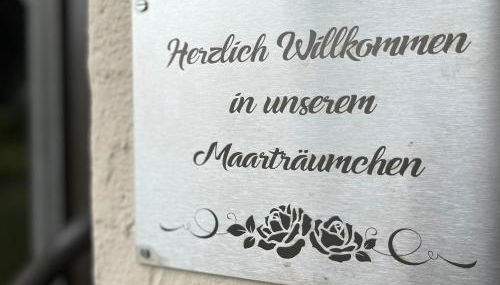 Herzlich Willkommen
in unserem
Maarträumchen